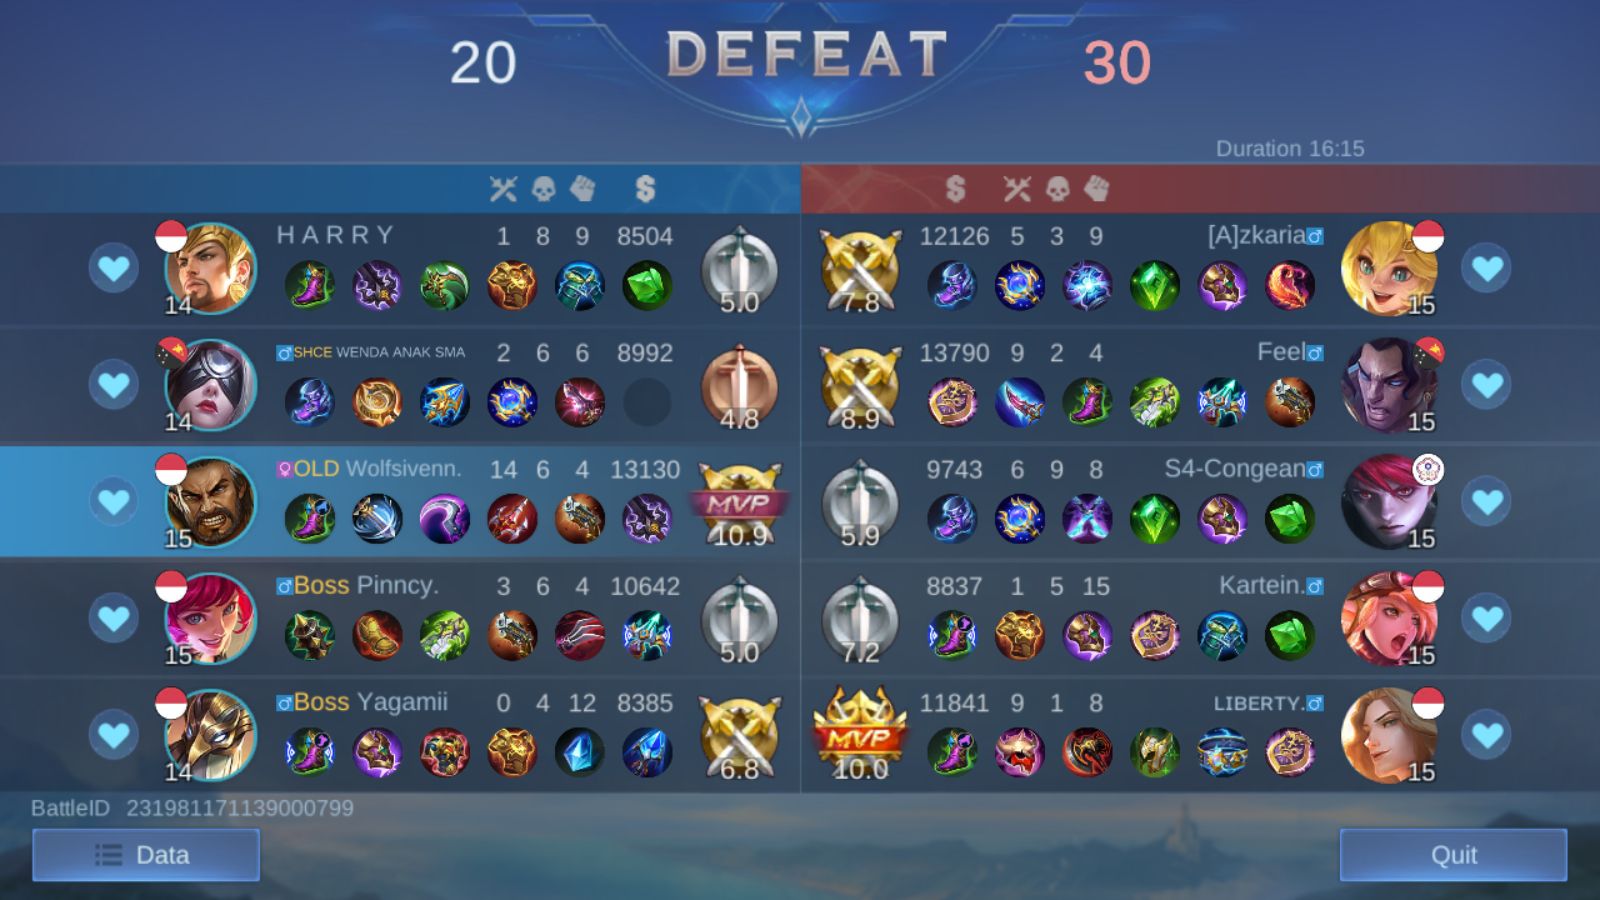 20 DEFEAT 30
Duration 16:15
H A R R Y 1 8 9 8504 5.0 14
12126 5 3 9 [A]zkaria 7.8 15
SHCE WENDA ANAK SMA 2 6 6 8992 4.8 14
13790 9 2 4 Feel 8.9 15
OLD Wolfsivenn. 14 6 4 13130 MVP 10.9 15
9743 6 9 8 S4-Congean 5.9 15
Boss Pinncy. 3 6 4 10642 5.0 15
8837 1 5 15 Kartein. 7.2 15
Boss Yagamii 0 4 12 8385 6.8 14
11841 9 1 8 LIBERTY. MVP 10.0 15
BattleID 231981171139000799
Data
Quit